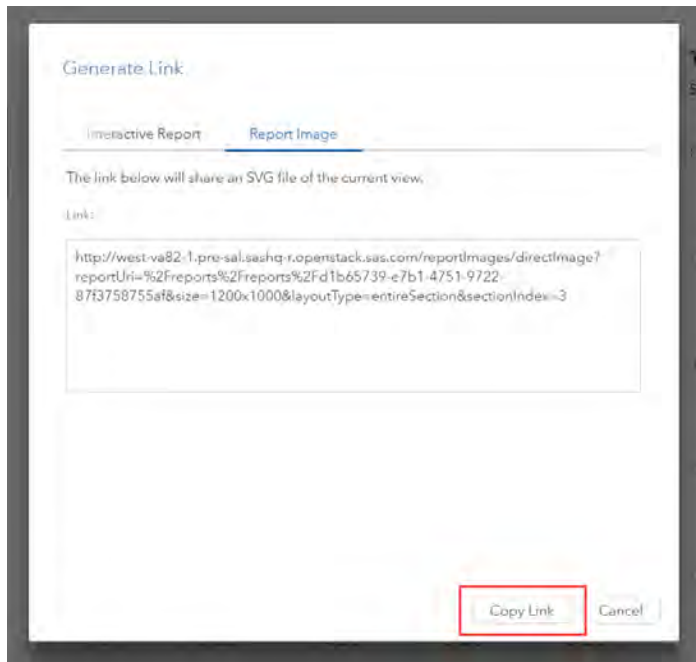 Generate Link
Interactive Report Report Image
The link below will share an SVG file of the current view.
Link:
http://west-va82-1.pre-sal.sashq-r.openstack.sas.com/reportImages/directImage?
reportUri=%2Freports%2Freports%2Fd1b65739-e7b1-4751-9722-
87f3758755af&size=1200x1000&layoutType=entireSection&sectionIndex=3
Copy Link Cancel